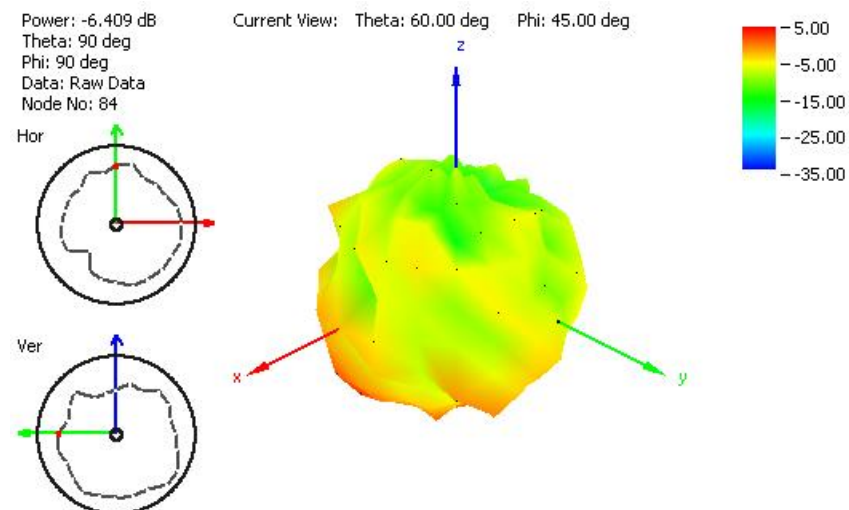 Power: -6.409 dB
Theta: 90 deg
Phi: 90 deg
Data: Raw Data
Node No: 84
Current View: Theta: 60.00 deg Phi: 45.00 deg
Hor
Ver
z
x
y
5.00
-5.00
-15.00
-25.00
-35.00